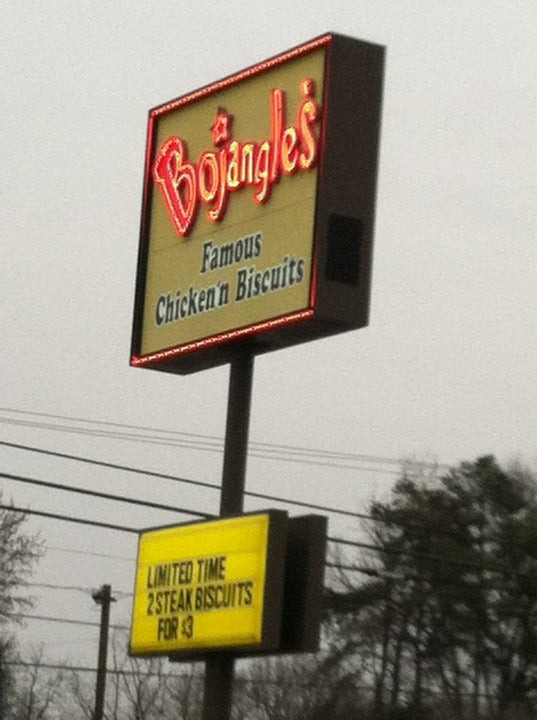 Bojangles
Famous
Chicken'n Biscuits
LIMITED TIME
2 STEAK BISCUITS
FOR $3